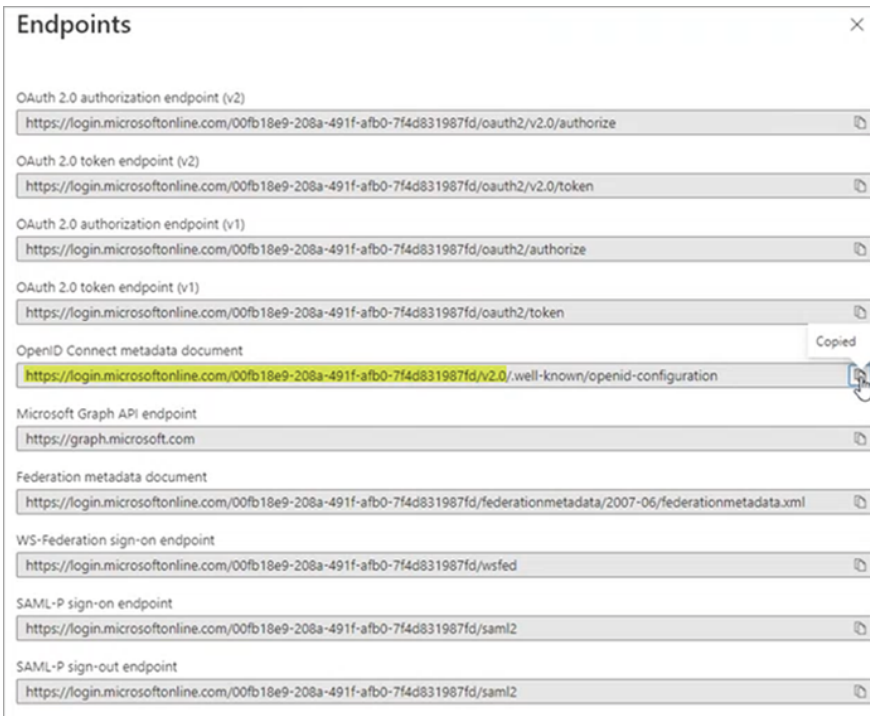 Endpoints
OAuth 2.0 authorization endpoint (v2)
https://login.microsoftonline.com/00fb18e9-208a-491f-afb0-7f4d831987fd/oauth2/v2.0/authorize
OAuth 2.0 token endpoint (v2)
https://login.microsoftonline.com/00fb18e9-208a-491f-afb0-7f4d831987fd/oauth2/v2.0/token
OAuth 2.0 authorization endpoint (v1)
https://login.microsoftonline.com/00fb18e9-208a-491f-afb0-7f4d831987fd/oauth2/authorize
OAuth 2.0 token endpoint (v1)
https://login.microsoftonline.com/00fb18e9-208a-491f-afb0-7f4d831987fd/oauth2/token
Copied
OpenID Connect metadata document
https://login.microsoftonline.com/00fb18e9-208a-491f-afb0-7f4d831987fd/v2.0/.well-known/openid-configuration
Microsoft Graph API endpoint
https://graph.microsoft.com
Federation metadata document
https://login.microsoftonline.com/00fb18e9-208a-491f-afb0-7f4d831987fd/federationmetadata/2007-06/federationmetadata.xml
WS-Federation sign-on endpoint
https://login.microsoftonline.com/00fb18e9-208a-491f-afb0-7f4d831987fd/wsfed
SAML-P sign-on endpoint
https://login.microsoftonline.com/00fb18e9-208a-491f-afb0-7f4d831987fd/saml2
SAML-P sign-out endpoint
https://login.microsoftonline.com/00fb18e9-208a-491f-afb0-7f4d831987fd/saml2